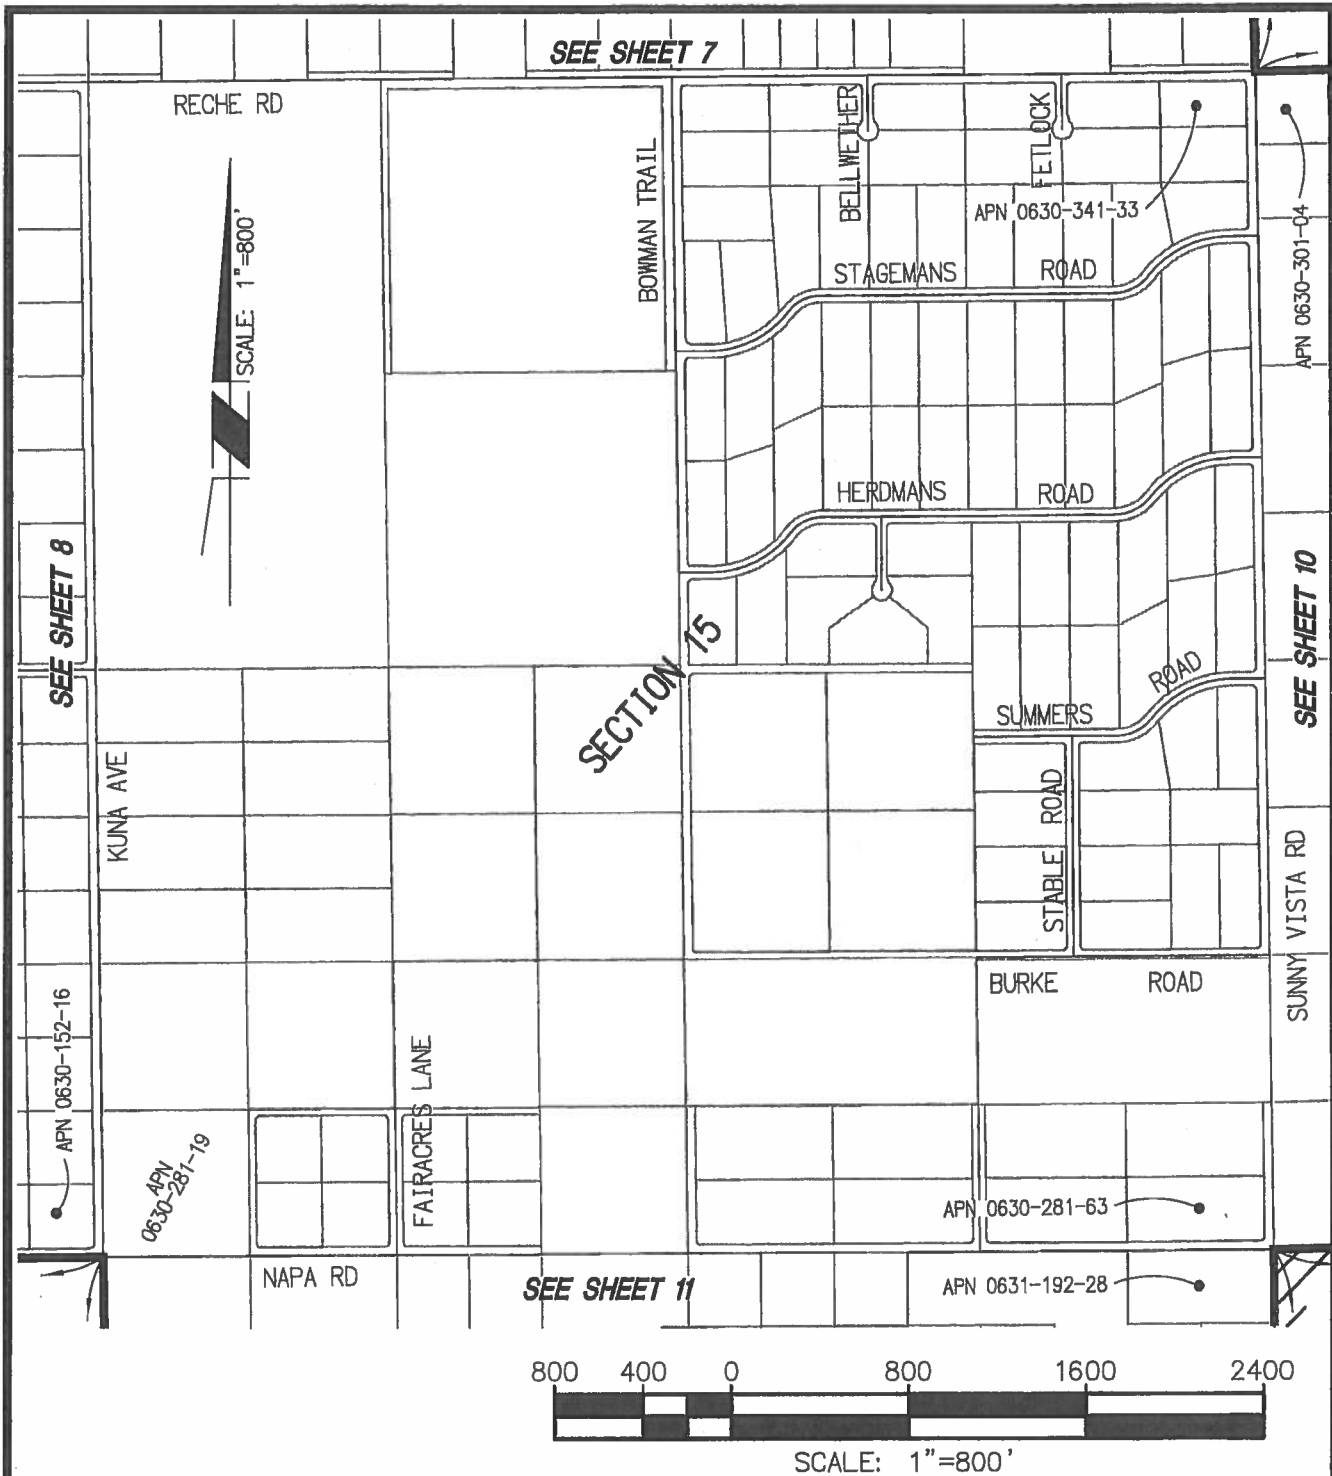 SEE SHEET 7
RECHE RD
BOWMAN TRAIL
BELLWETHER
FETLOCK
APN 0630-341-33
APN 0630-301-04
SCALE: 1"=800'
STAGEMANS ROAD
HERDMANS ROAD
SEE SHEET 8
SECTION 15
SEE SHEET 10
SUMMERS ROAD
KUNA AVE
STABLE ROAD
SUNNY VISTA RD
BURKE ROAD
APN 0630-152-16
FAIRACRES LANE
APN
0630-281-19
APN 0630-281-63
NAPA RD
SEE SHEET 11
APN 0631-192-28
800 400 0 800 1600 2400
SCALE: 1"=800'